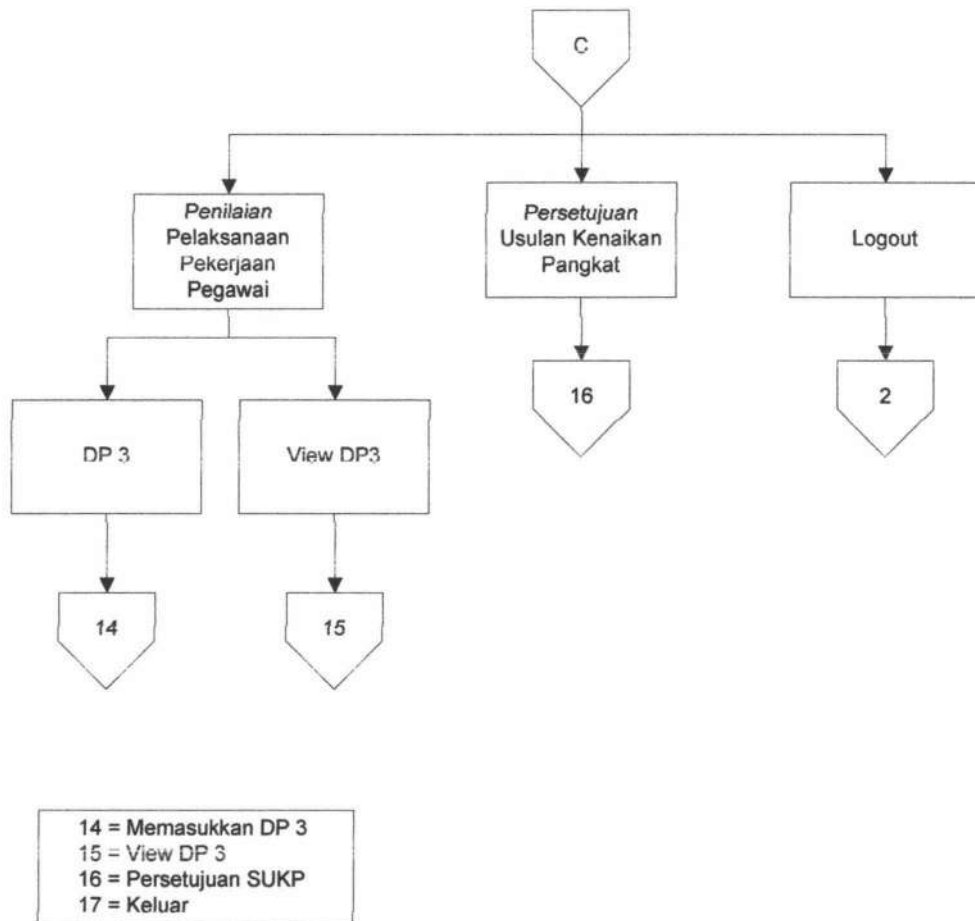 C
Penilaian
Pelaksanaan
Pekerjaan
Pegawai
Persetujuan
Usulan Kenaikan
Pangkat
Logout
DP 3
View DP3
16
2
14
15
14 = Memasukkan DP 3
15 = View DP 3
16 = Persetujuan SUKP
17 = Keluar